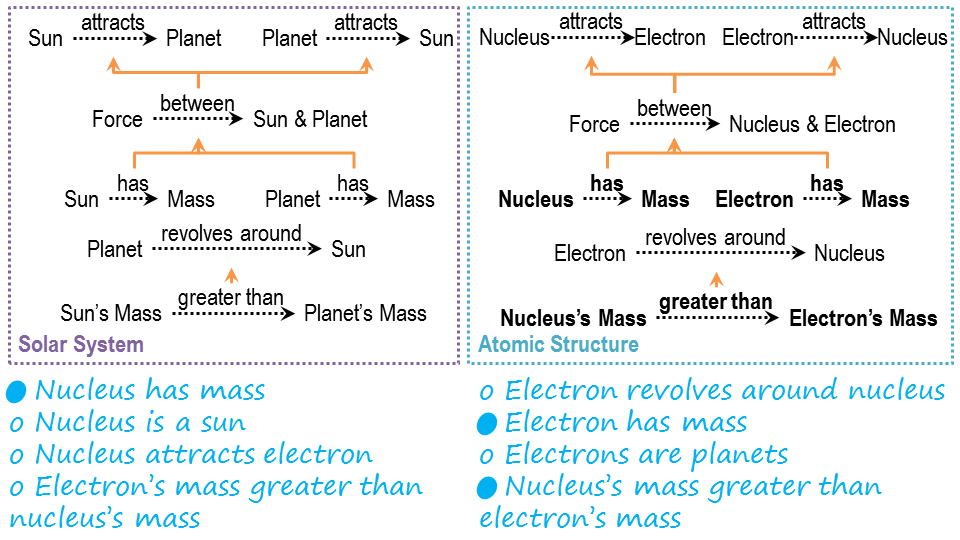 Sun attracts Planet Planet attracts Sun
Force between Sun & Planet
Sun has Mass Planet has Mass
Planet revolves around Sun
Sun's Mass greater than Planet's Mass
Solar System
Nucleus attracts Electron Electron attracts Nucleus
Force between Nucleus & Electron
Nucleus has Mass Electron has Mass
Electron revolves around Nucleus
Nucleus's Mass greater than Electron's Mass
Atomic Structure
● Nucleus has mass
o Nucleus is a sun
o Nucleus attracts electron
o Electron's mass greater than
nucleus's mass
o Electron revolves around nucleus
● Electron has mass
o Electrons are planets
● Nucleus's mass greater than
electron's mass